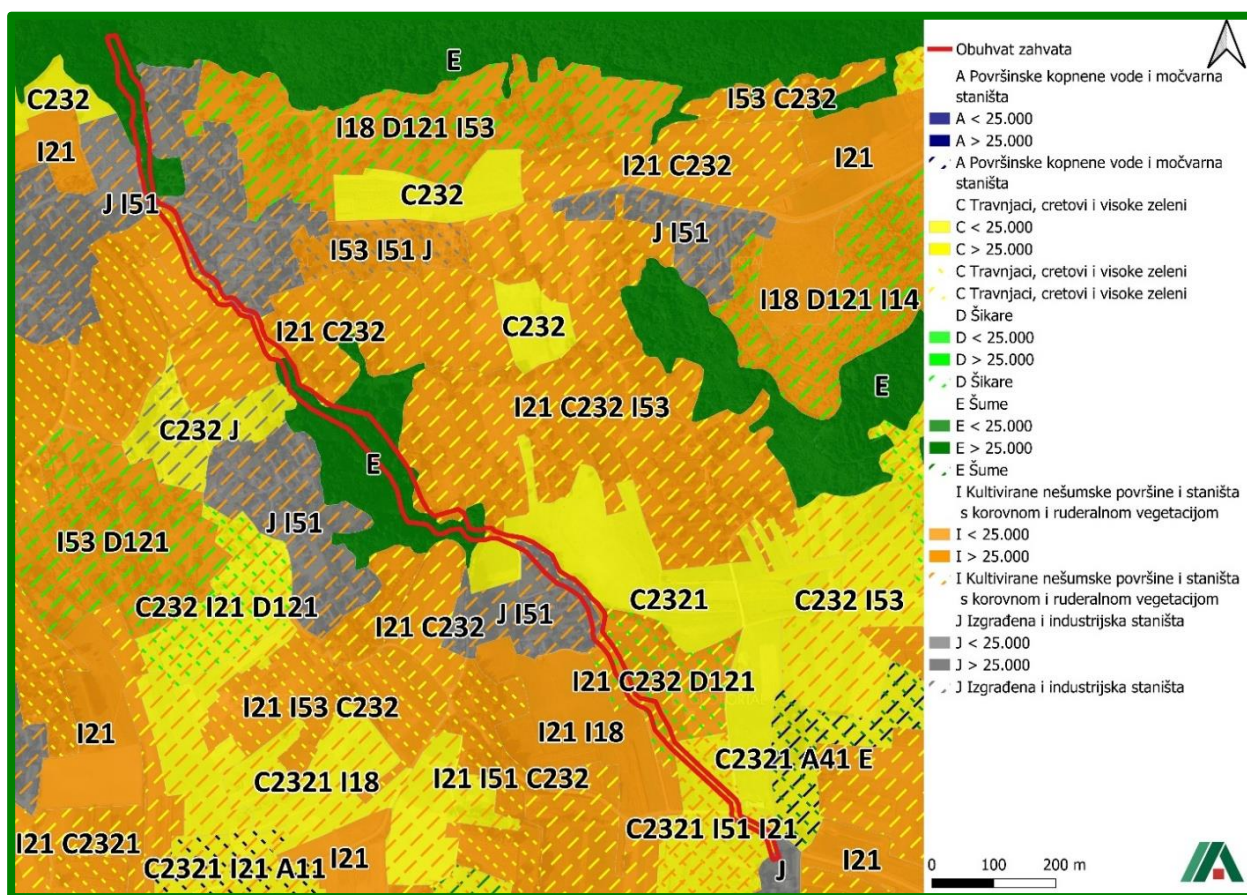 E
C232
I53 C232
I18 D121 I53
I21
I21 C232
I21
C232
J I51
J I51
I53 I51 J
I18 D121 I14
I21 C232
C232
E
I21 C232 I53
C232 J
E
J I51
I53 D121
C232 I21 D121
C2321
C232 I53
I21 C232
J I51
I21 C232 D121
I21 I53 C232
I21
I21 I18
C2321 A41 E
C2321 I18
I21 I51 C232
C2321 I51 I21
I21 C2321
C2321 I21 A11
I21
J
I21
Obuhvat zahvata
A Površinske kopnene vode i močvarna
staništa
A < 25.000
A > 25.000
A Površinske kopnene vode i močvarna
staništa
C Travnjaci, cretovi i visoke zeleni
C < 25.000
C > 25.000
C Travnjaci, cretovi i visoke zeleni
C Travnjaci, cretovi i visoke zeleni
D Šikare
D < 25.000
D > 25.000
D Šikare
E Šume
E < 25.000
E > 25.000
E Šume
I Kultivirane nešumske površine i staništa
s korovnom i ruderalnom vegetacijom
I < 25.000
I > 25.000
I Kultivirane nešumske površine i staništa
s korovnom i ruderalnom vegetacijom
J Izgrađena i industrijska staništa
J < 25.000
J > 25.000
J Izgrađena i industrijska staništa
0 100 200 m